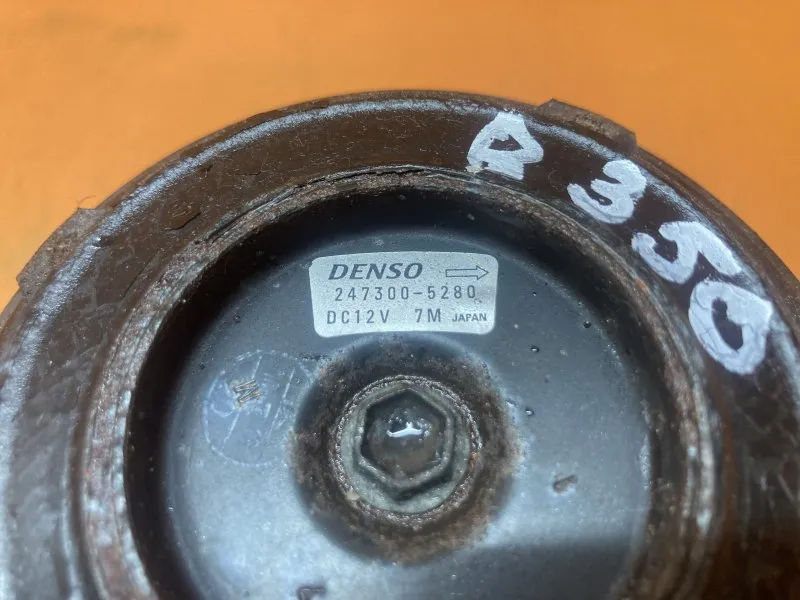 R 350
DENSO
247300-5280
DC12V 7M JAPAN